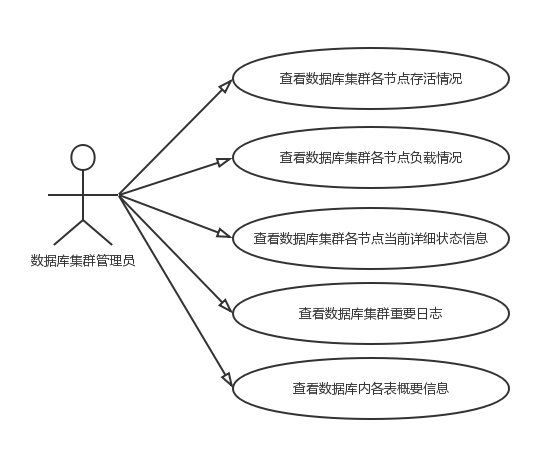 查看数据库集群各节点存活情况
查看数据库集群各节点负载情况
查看数据库集群各节点当前详细状态信息
数据库集群管理员
查看数据库集群重要日志
查看数据库内各表概要信息